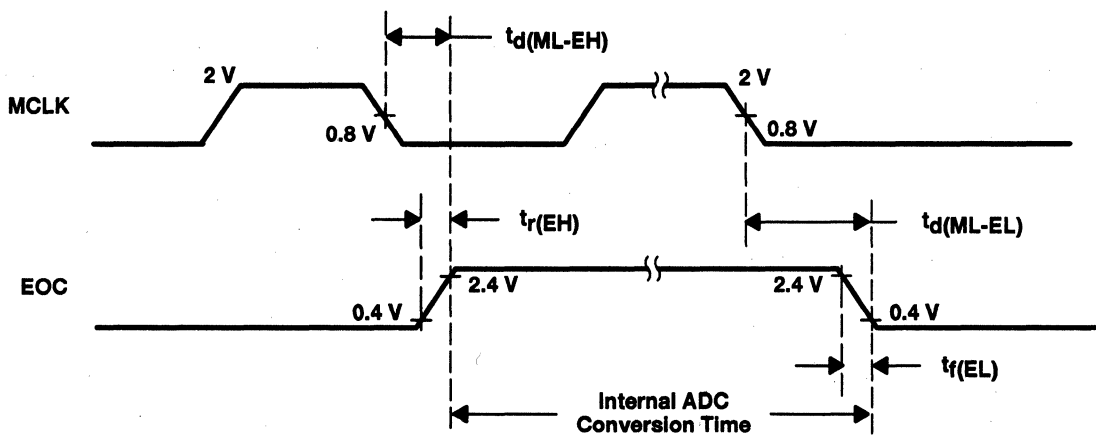 td(ML-EH)
2 V
2 V
MCLK
0.8 V
0.8 V
tr(EH)
td(ML-EL)
EOC
2.4 V
2.4 V
0.4 V
0.4 V
tf(EL)
Internal ADC
Conversion Time